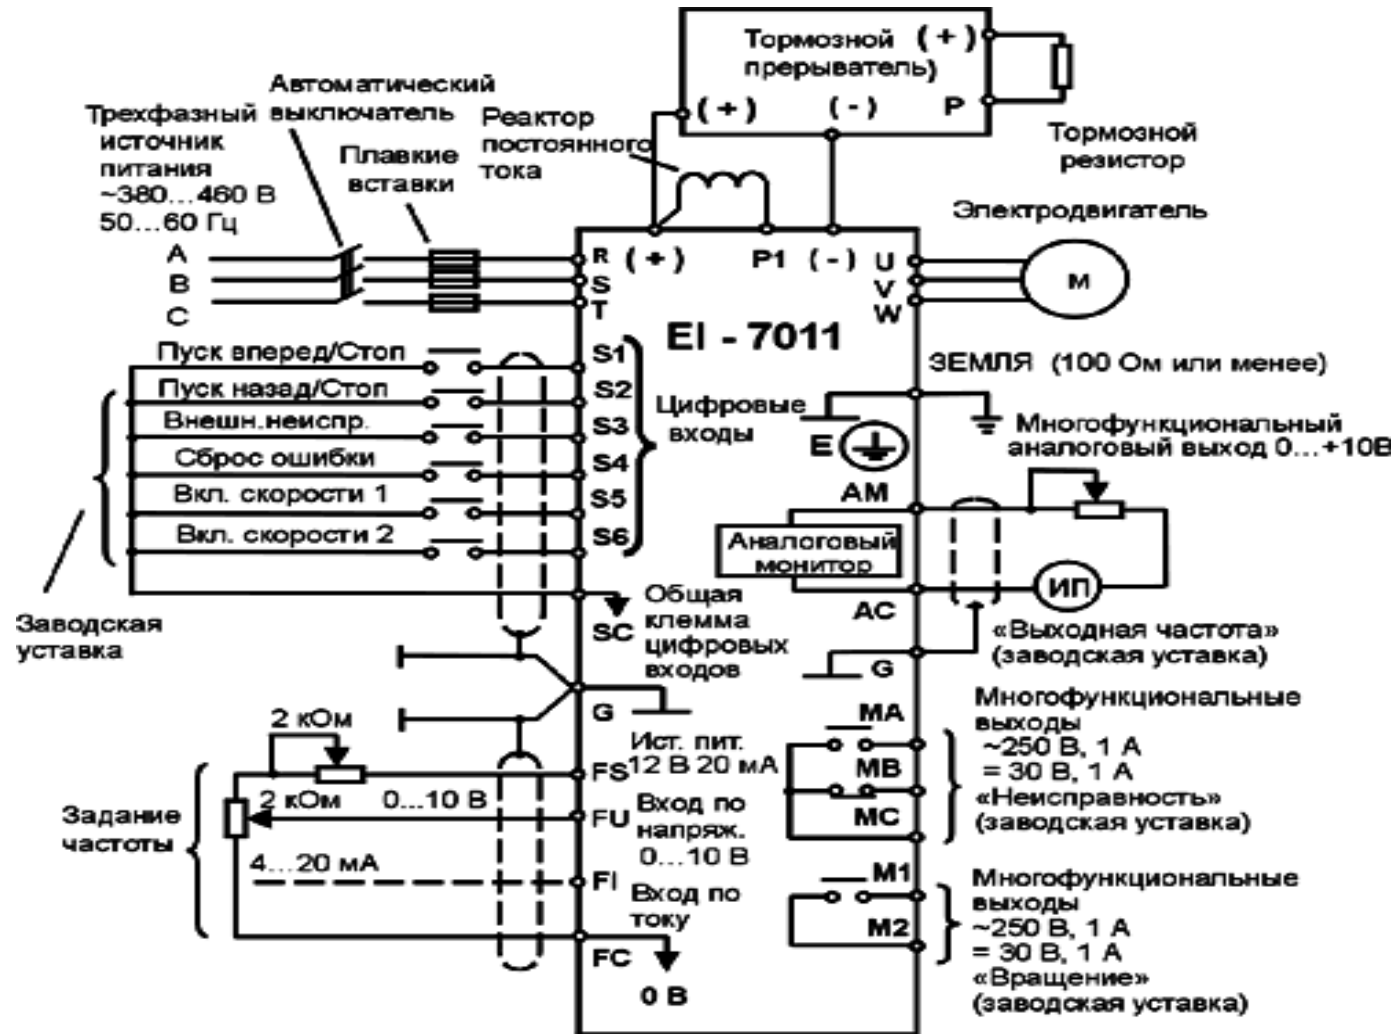 Тормозной
прерыватель)
(+)
(+)
(-)
P
Автоматический
выключатель
Трехфазный
источник
питания
~380...460 В
50...60 Гц
Реактор
постоянного
тока
Плавкие
вставки
Тормозной
резистор
Электродвигатель
A
B
C
R
S
T
(+)
P1
(-)
U
V
W
М
EI - 7011
Пуск вперед/Стоп
Пуск назад/Стоп
Внешн.неиспр.
Сброс ошибки
Вкл. скорости 1
Вкл. скорости 2
S1
S2
S3
S4
S5
S6
Цифровые
входы
ЗЕМЛЯ (100 Ом или менее)
E
Многофункциональный
аналоговый выход 0...+10В
AM
Аналоговый
монитор
AC
ИП
«Выходная частота»
(заводская уставка)
G
Заводская
уставка
SC
Общая
клемма
цифровых
входов
G
2 кОм
2 кОм
0...10 В
4...20 мА
Задание
частоты
FS
FU
FI
FC
Ист. пит.
12 В 20 мА
Вход по
напряж.
0...10 В
Вход по
току
0 В
MA
MB
MC
Многофункциональные
выходы
~250 В, 1 А
= 30 В, 1 А
«Неисправность»
(заводская уставка)
M1
M2
Многофункциональные
выходы
~250 В, 1 А
= 30 В, 1 А
«Вращение»
(заводская уставка)